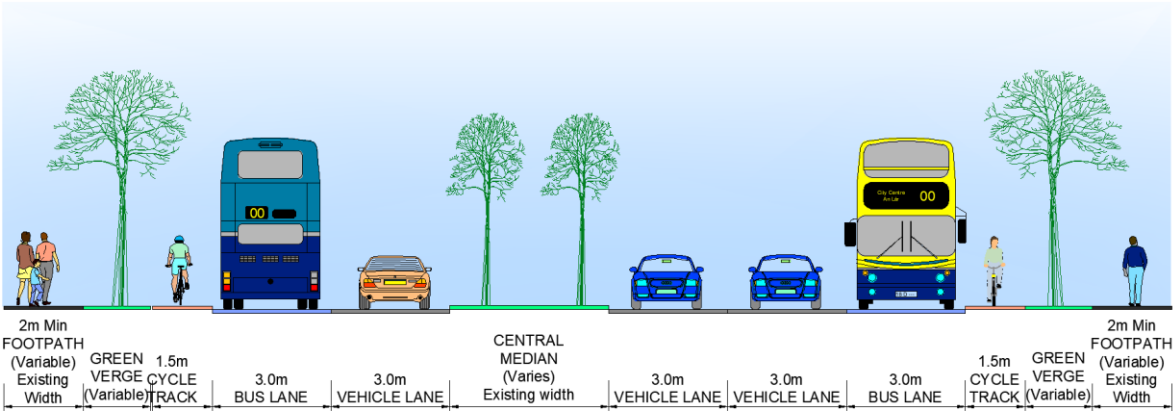 00
City Centre
An Lár
00
2m Min
FOOTPATH
(Variable)
Existing
Width
GREEN
VERGE
(Variable)
1.5m
CYCLE
TRACK
3.0m
BUS LANE
3.0m
VEHICLE LANE
CENTRAL
MEDIAN
(Varies)
Existing width
3.0m
VEHICLE LANE
3.0m
VEHICLE LANE
3.0m
BUS LANE
1.5m
CYCLE
TRACK
GREEN
VERGE
(Variable)
2m Min
FOOTPATH
(Variable)
Existing
Width